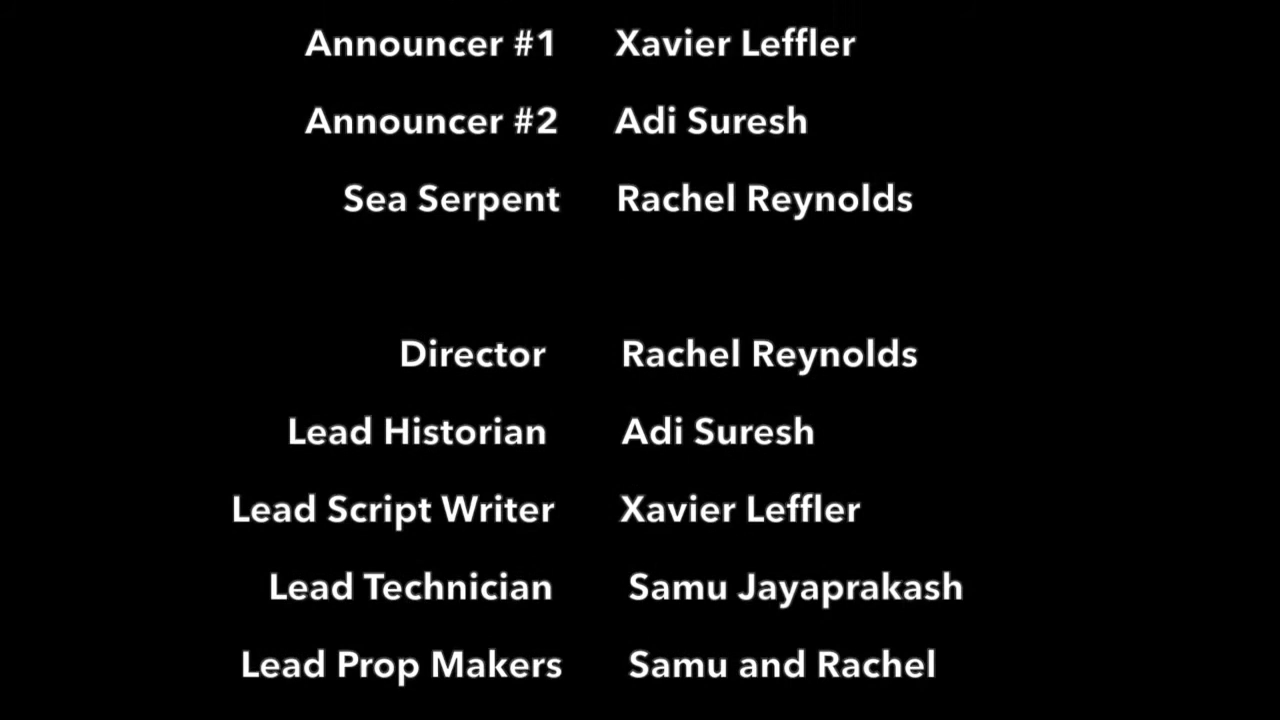 Announcer #1 Xavier Leffler
Announcer #2 Adi Suresh
Sea Serpent Rachel Reynolds
Director Rachel Reynolds
Lead Historian Adi Suresh
Lead Script Writer Xavier Leffler
Lead Technician Samu Jayaprakash
Lead Prop Makers Samu and Rachel